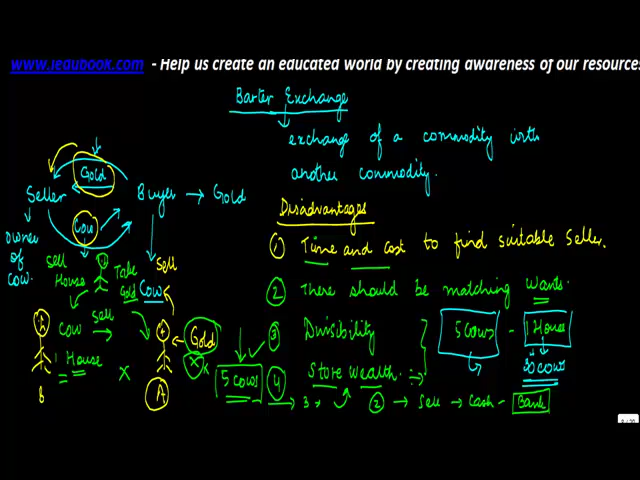 www.iedubook.com - Help us create an educated world by creating awareness of our resources
Barter Exchange
exchange of a commodity with
another commodity.
Gold
Seller Buyer → Gold
Cow
Owner
of
Cow.
Sell
House
Take
Gold
Sell
Cow
Cow Sell
1 House
A
B
X
Gold
X
A
Disadvantages
1 Time and cost to find suitable Seller.
2 There should be matching Wants.
3 Divisibility
5 Cows - 1 House
50 Cows
4 Store Wealth.
5 Cows
3 2 → Sell → Cash - Bank